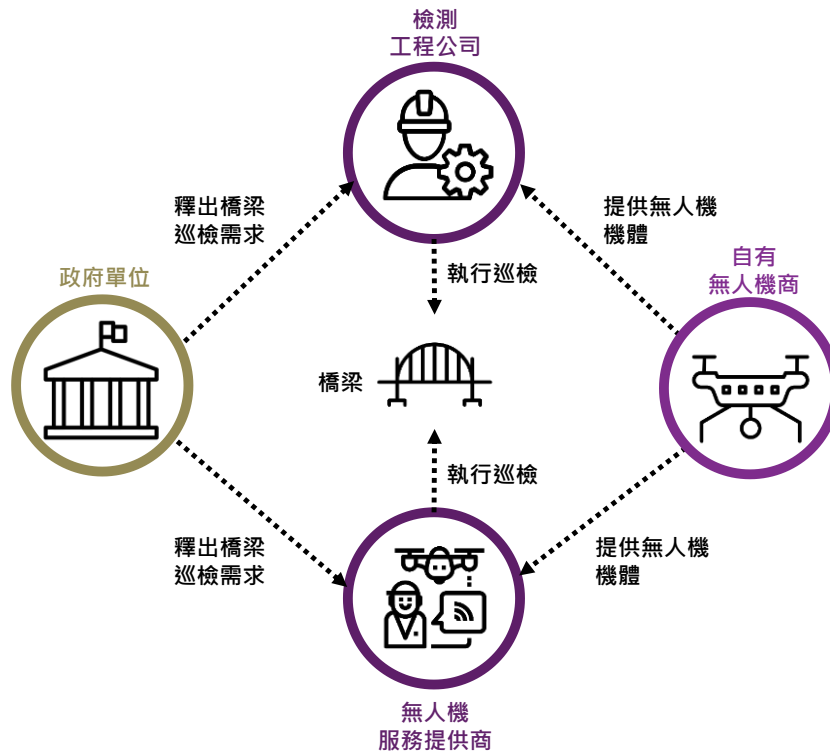 檢測
工程公司
釋出橋梁
巡檢需求
提供無人機
機體
執行巡檢
自有
無人機商
政府單位
橋梁
執行巡檢
釋出橋梁
巡檢需求
提供無人機
機體
無人機
服務提供商